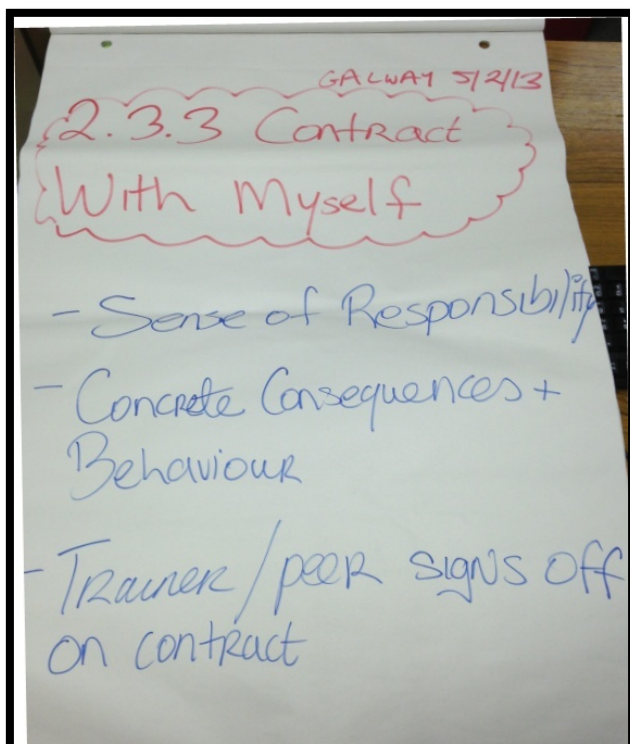 GALWAY 5/2/13
2.3.3 Contract
With Myself
- Sense of Responsibility
- Concrete Consequences +
Behaviour
- Trainer/peer signs off
on contract